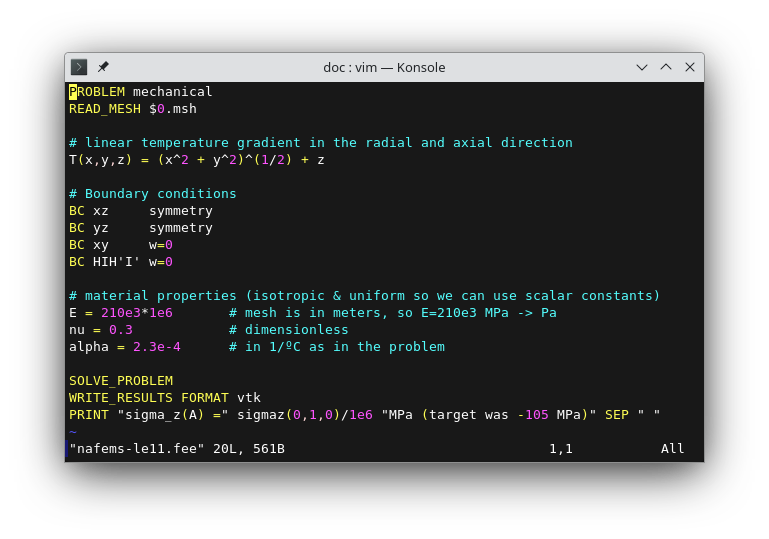 doc : vim — Konsole
PROBLEM mechanical
READ_MESH $0.msh
# linear temperature gradient in the radial and axial direction
T(x,y,z) = (x^2 + y^2)^(1/2) + z
# Boundary conditions
BC xz     symmetry
BC yz     symmetry
BC xy     w=0
BC HIH'I' w=0
# material properties (isotropic & uniform so we can use scalar constants)
E = 210e3*1e6       # mesh is in meters, so E=210e3 MPa -> Pa
nu = 0.3            # dimensionless
alpha = 2.3e-4      # in 1/ºC as in the problem
SOLVE_PROBLEM
WRITE_RESULTS FORMAT vtk
PRINT "sigma_z(A) =" sigmaz(0,1,0)/1e6 "MPa (target was -105 MPa)" SEP " "
~
"nafems-le11.fee" 20L, 561B                                 1,1           All